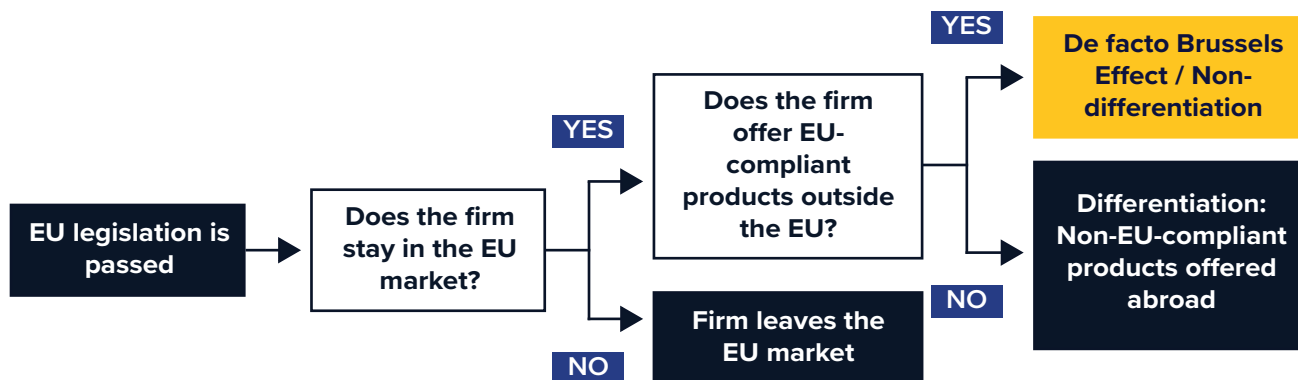 EU legislation is
passed
Does the firm
stay in the EU
market?
YES
Does the firm
offer EU-
compliant
products outside
the EU?
NO
Firm leaves the
EU market
YES
De facto Brussels
Effect / Non-
differentiation
NO
Differentiation:
Non-EU-compliant
products offered
abroad